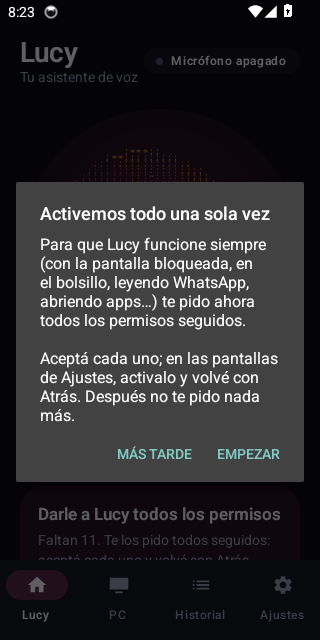 8:23
Lucy
Tu asistente de voz
Micrófono apagado
Activemos todo una sola vez
Para que Lucy funcione siempre
(con la pantalla bloqueada, en
el bolsillo, leyendo WhatsApp,
abriendo apps...) te pido ahora
todos los permisos seguidos.
Aceptá cada uno; en las pantallas
de Ajustes, activalo y volvé con
Atrás. Después no te pido nada
más.
MÁS TARDE
EMPEZAR
Darle a Lucy todos los permisos
Faltan 11. Te los pido todos seguidos:
aceptá cada uno y volvé con Atrás.
Lucy
PC
Historial
Ajustes